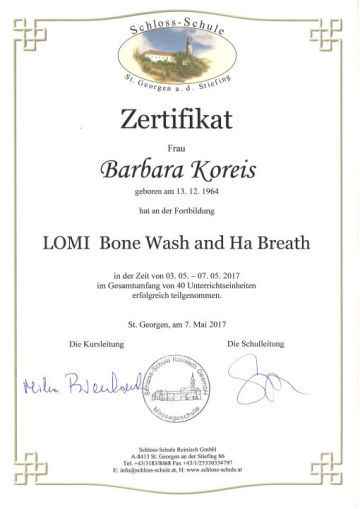 Schloss-Schule
St. Georgen a. d. Stiefing
Zertifikat
Frau
Barbara Koreis
geboren am 13. 12. 1964
hat an der Fortbildung
LOMI Bone Wash and Ha Breath
in der Zeit von 03. 05. – 07. 05. 2017
im Gesamtumfang von 40 Unterrichtseinheiten
erfolgreich teilgenommen.
St. Georgen, am 7. Mai 2017
Die Kursleitung
Die Schulleitung
Schloss-Schule Reinisch GesmbH
Massageschule
Schloss-Schule Reinisch GmbH
A-8413 St. Georgen an der Stiefing 66
Tel. +43/3183/8468 Fax +43/1/25330334797
E: info@schloss-schule.at, H: www.schloss-schule.at